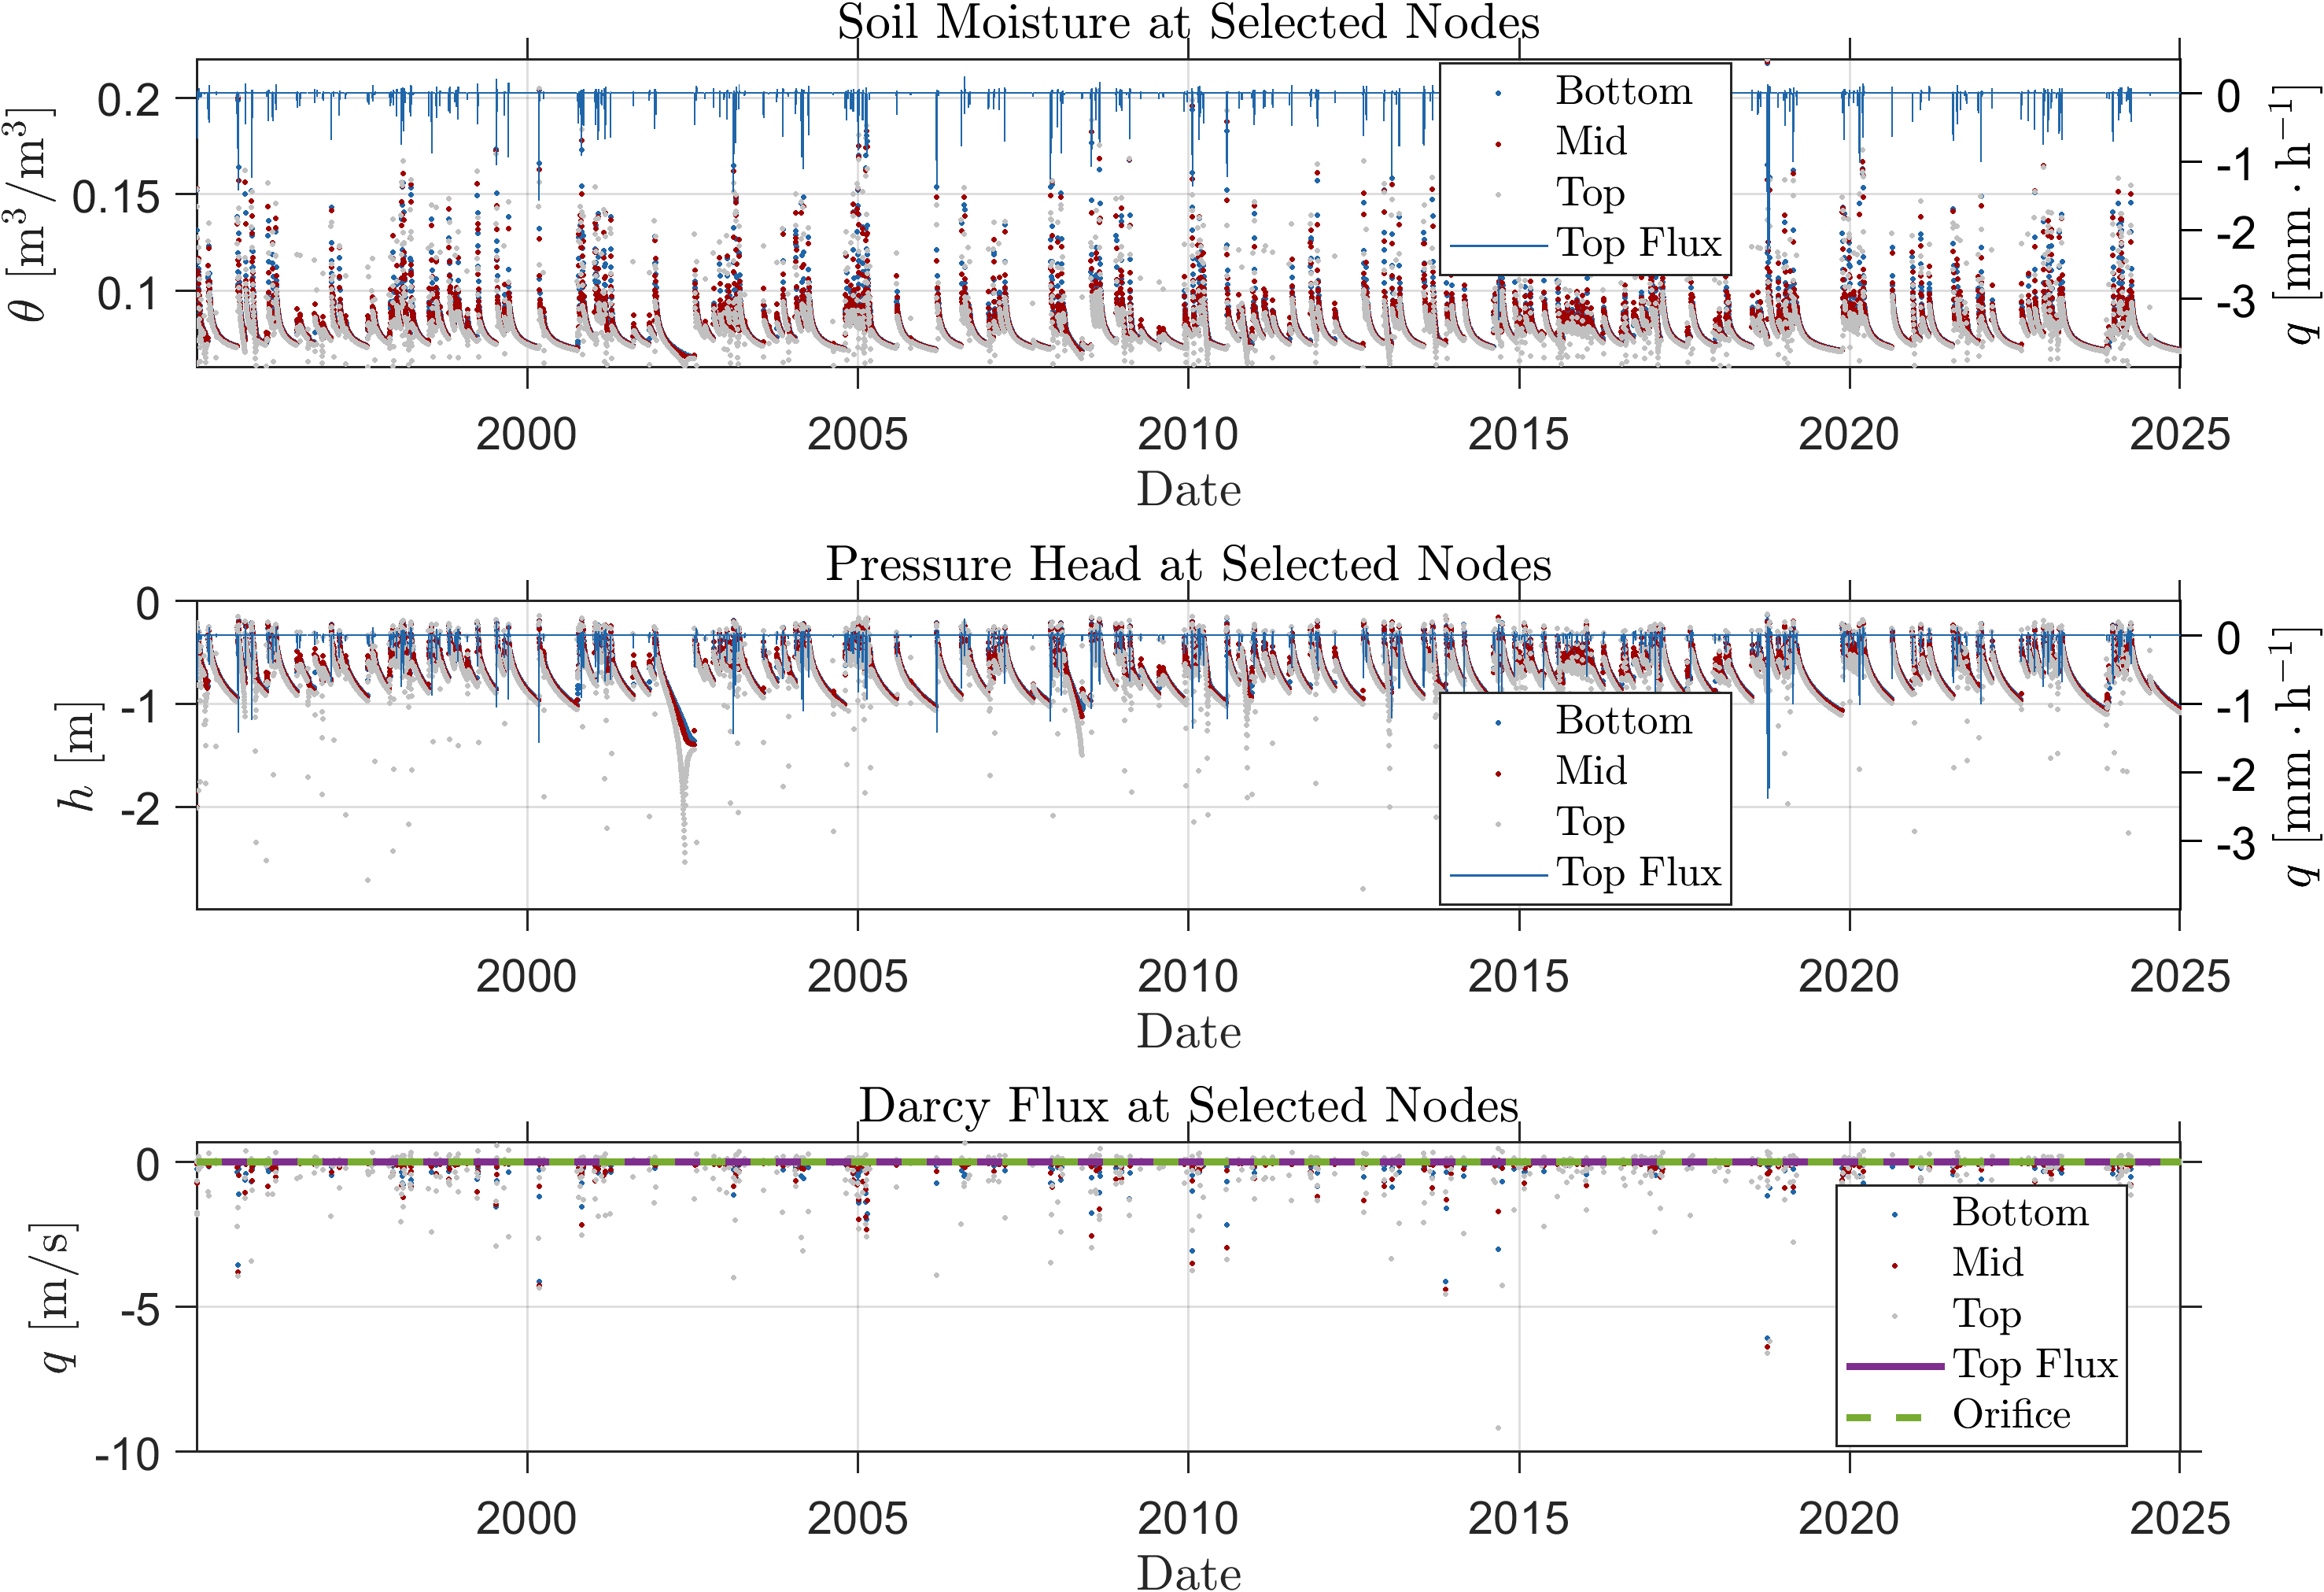 Soil Moisture at Selected Nodes
0.2
0.15
0.1
θ [m³/m³]
Bottom
Mid
Top
Top Flux
0
-1
-2
-3
q [mm · h⁻¹]
2000 2005 2010 2015 2020 2025
Date
Pressure Head at Selected Nodes
0
-1
-2
h [m]
Bottom
Mid
Top
Top Flux
0
-1
-2
-3
q [mm · h⁻¹]
2000 2005 2010 2015 2020 2025
Date
Darcy Flux at Selected Nodes
0
-5
-10
q [m/s]
Bottom
Mid
Top
Top Flux
Orifice
2000 2005 2010 2015 2020 2025
Date